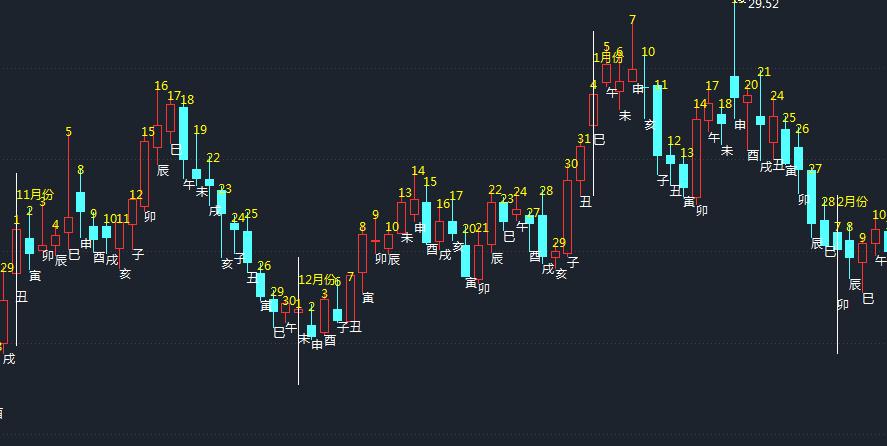 29.52
7
5
6
10
1月份
16
17
18
4
11
14
17
18
20
21
24
5
15
19
31
12
13
25
26
8
22
30
27
11月份
12
23
13
14
15
16
17
22
23
24
28
28
2月份
1
2
3
4
9
10
11
24
25
8
9
10
20
21
27
29
7
8
9
10
29
26
12月份
6
7
29
30
1
2
3
丑
寅
卯
辰
巳
申
酉
戌
亥
子
卯
辰
巳
午
未
戌
亥
子
丑
寅
巳
午
未
申
酉
子
丑
寅
卯
辰
未
申
酉
戌
亥
寅
卯
辰
巳
午
酉
戌
亥
子
丑
巳
午
未
申
亥
子
丑
寅
卯
午
未
申
酉
戌
丑
寅
卯
辰
巳
卯
辰
巳
午
戌